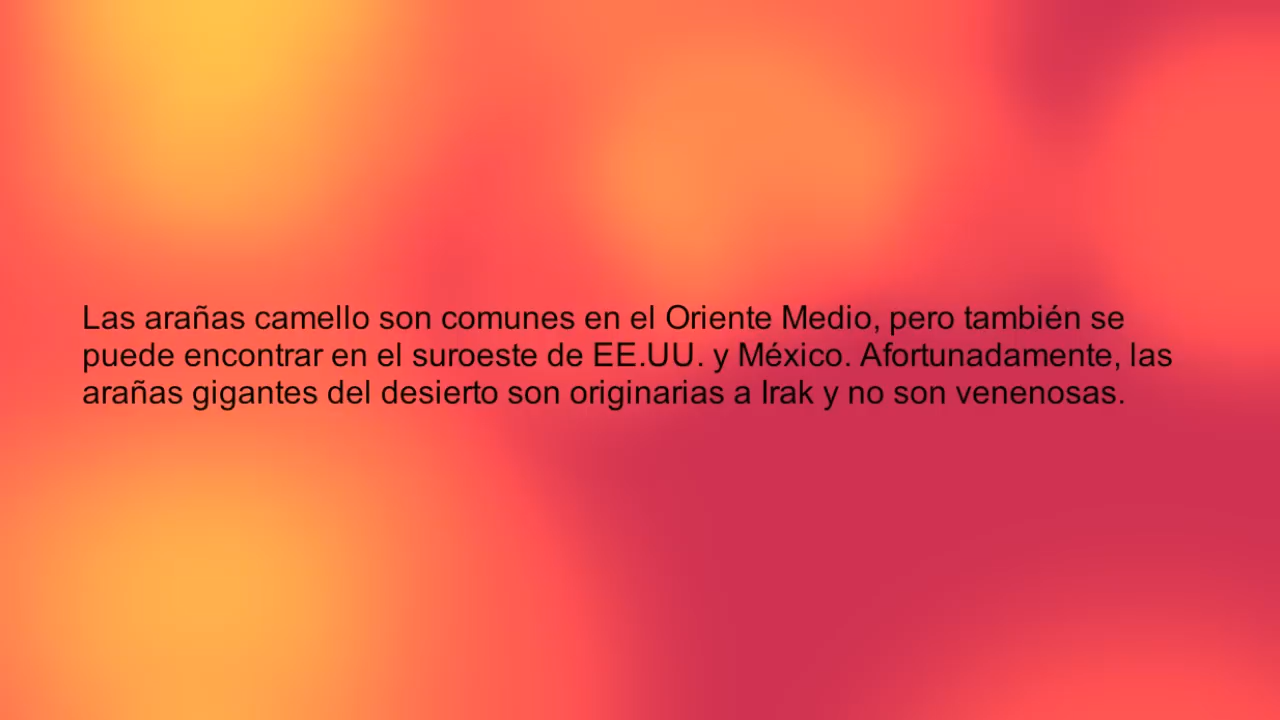 Las arañas camello son comunes en el Oriente Medio, pero también se
puede encontrar en el suroeste de EE.UU. y México. Afortunadamente, las
arañas gigantes del desierto son originarias a Irak y no son venenosas.